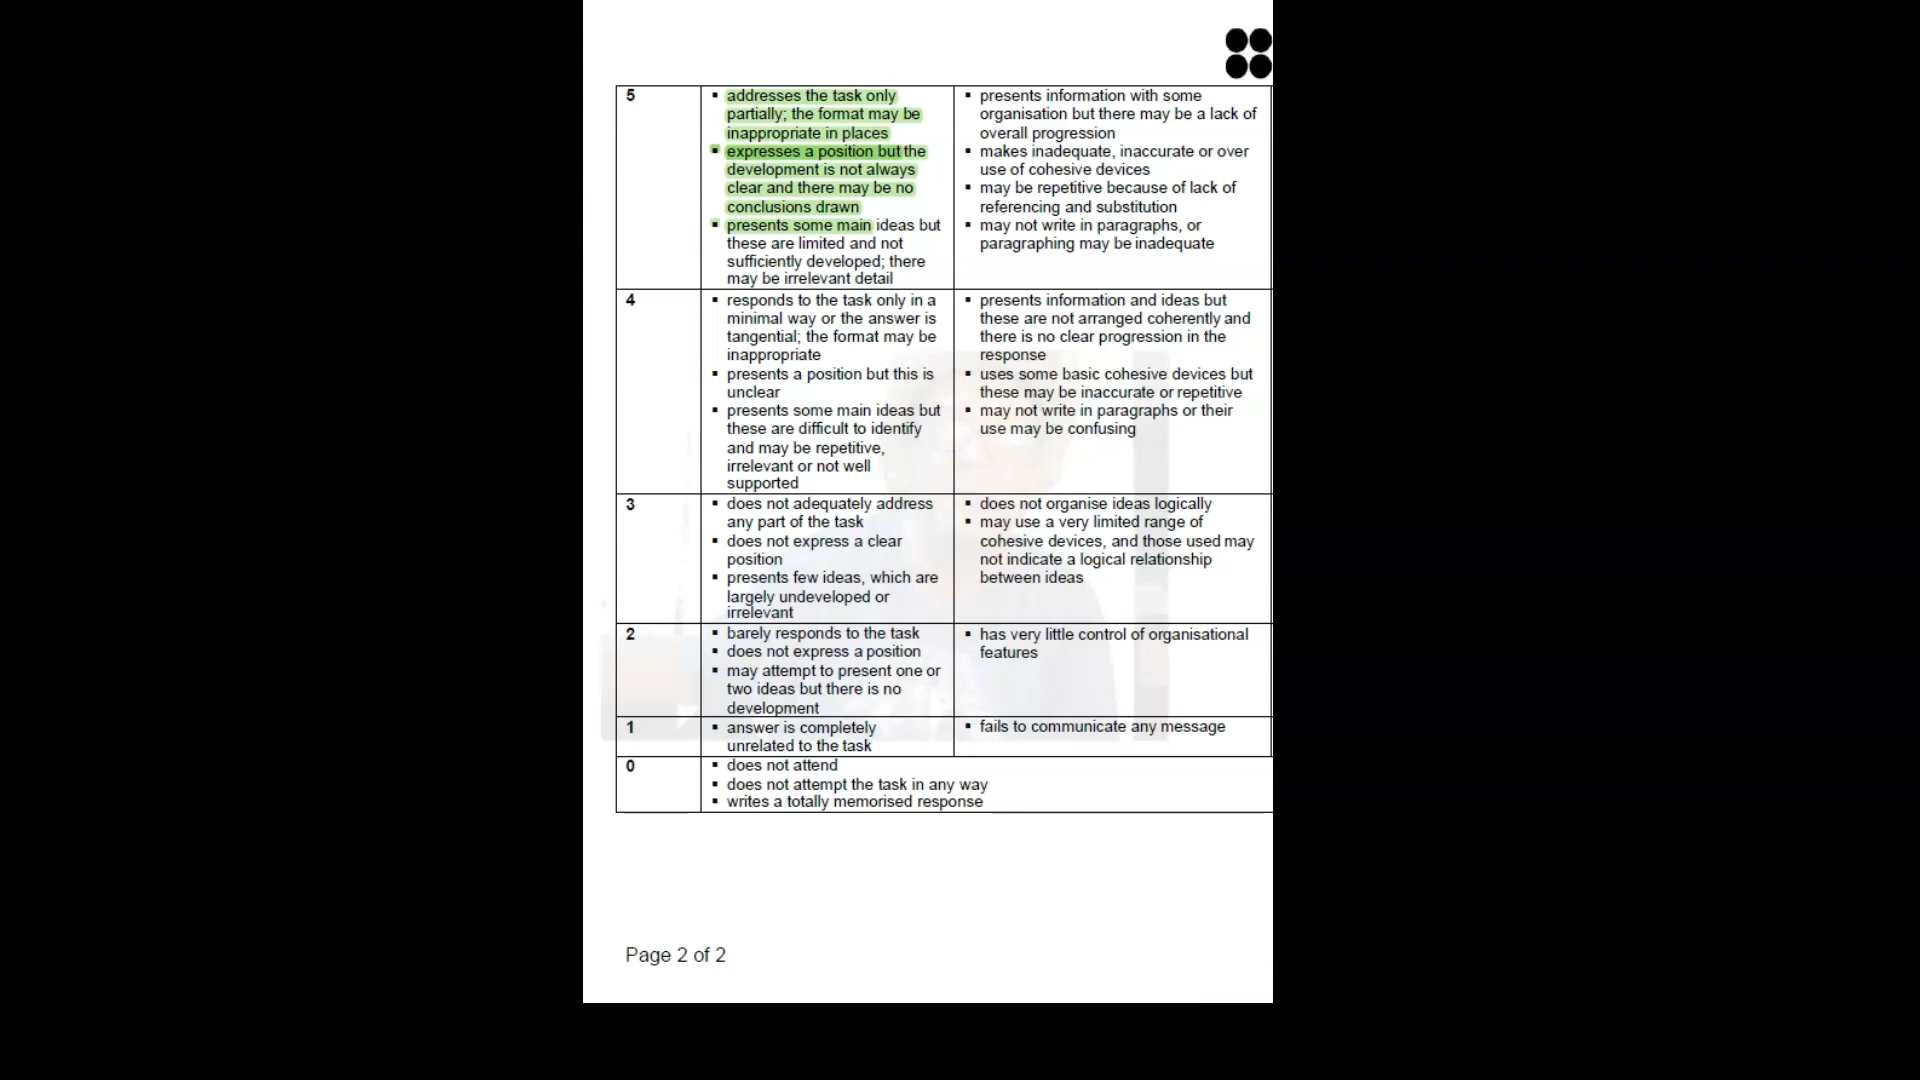 5
▪ addresses the task only
partially; the format may be
inappropriate in places
▪ expresses a position but the
development is not always
clear and there may be no
conclusions drawn
▪ presents some main ideas but
these are limited and not
sufficiently developed; there
may be irrelevant detail
▪ presents information with some
organisation but there may be a lack of
overall progression
▪ makes inadequate, inaccurate or over
use of cohesive devices
▪ may be repetitive because of lack of
referencing and substitution
▪ may not write in paragraphs, or
paragraphing may be inadequate
4
▪ responds to the task only in a
minimal way or the answer is
tangential; the format may be
inappropriate
▪ presents a position but this is
unclear
▪ presents some main ideas but
these are difficult to identify
and may be repetitive,
irrelevant or not well
supported
▪ presents information and ideas but
these are not arranged coherently and
there is no clear progression in the
response
▪ uses some basic cohesive devices but
these may be inaccurate or repetitive
▪ may not write in paragraphs or their
use may be confusing
3
▪ does not adequately address
any part of the task
▪ does not express a clear
position
▪ presents few ideas, which are
largely undeveloped or
irrelevant
▪ does not organise ideas logically
▪ may use a very limited range of
cohesive devices, and those used may
not indicate a logical relationship
between ideas
2
▪ barely responds to the task
▪ does not express a position
▪ may attempt to present one or
two ideas but there is no
development
▪ has very little control of organisational
features
1
▪ answer is completely
unrelated to the task
▪ fails to communicate any message
0
▪ does not attend
▪ does not attempt the task in any way
▪ writes a totally memorised response
Page 2 of 2